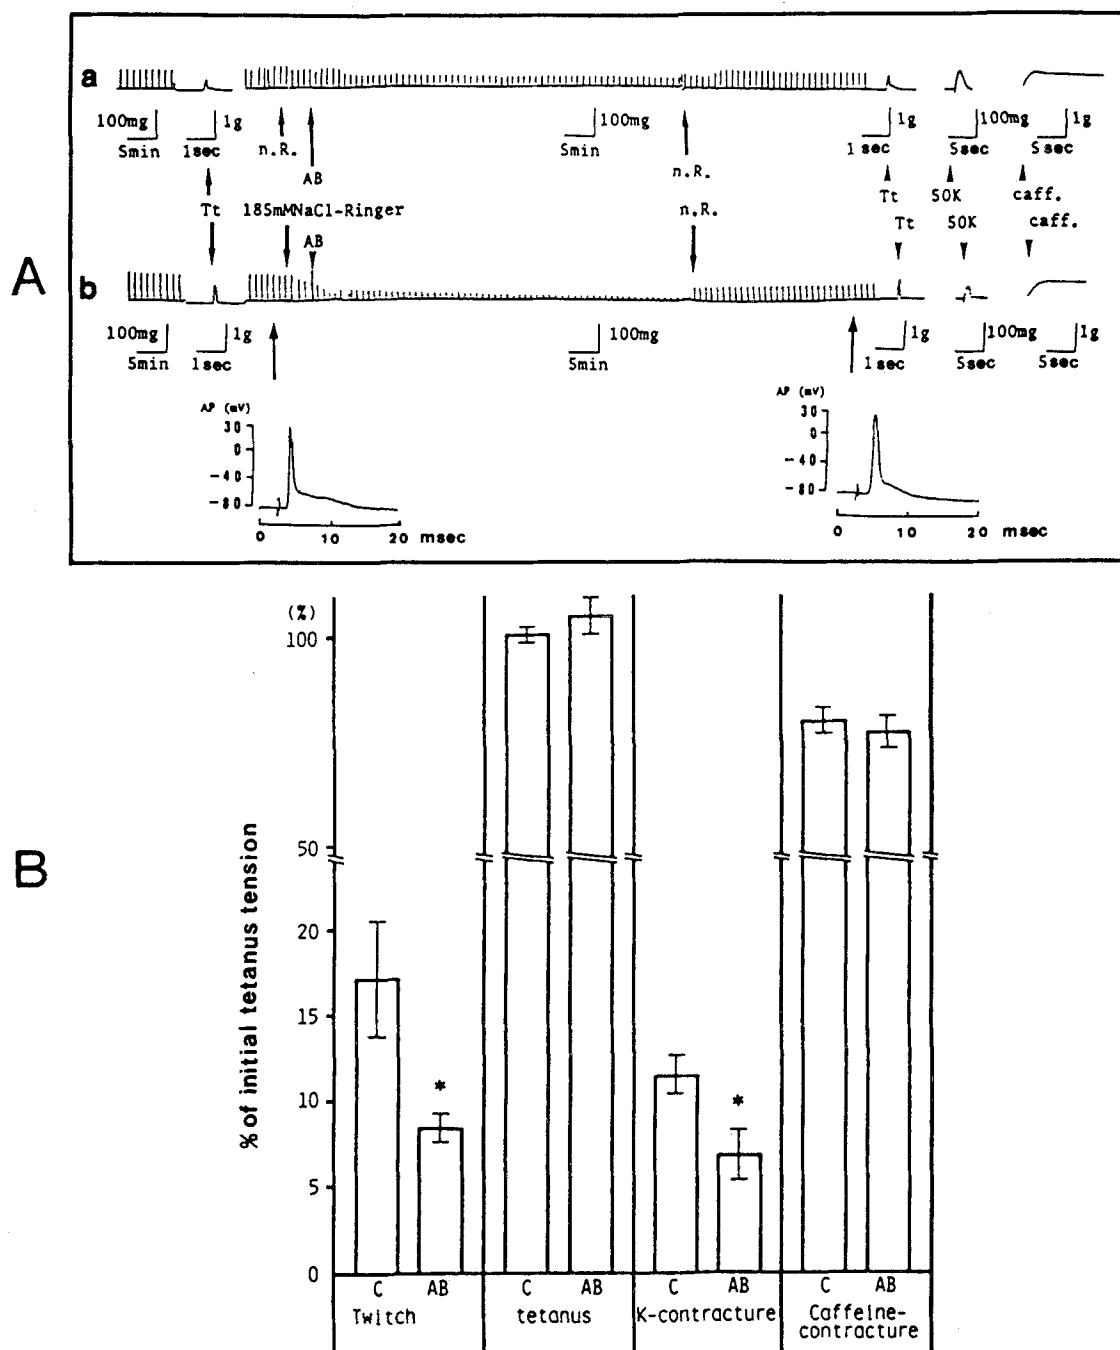 A
a
100mg
5min
1sec
1g
n.R.
AB
5min
100mg
n.R.
1 sec
1g
5sec
100mg
5sec
1g
Tt
185mMNaCl-Ringer
AB
n.R.
Tt 50K caff.
Tt 50K caff.
b
100mg
5min
1sec
1g
5min
100mg
1sec
1g
5sec
100mg
5sec
1g
AP (mV)
30
0
-40
-80
0 10 20 msec
AP (mV)
30
0
-40
-80
0 10 20 msec
B
% of initial tetanus tension
(%)
100
50
20
15
10
5
0
* *
C AB C AB C AB C AB
Twitch tetanus K-contracture Caffeine-
contracture